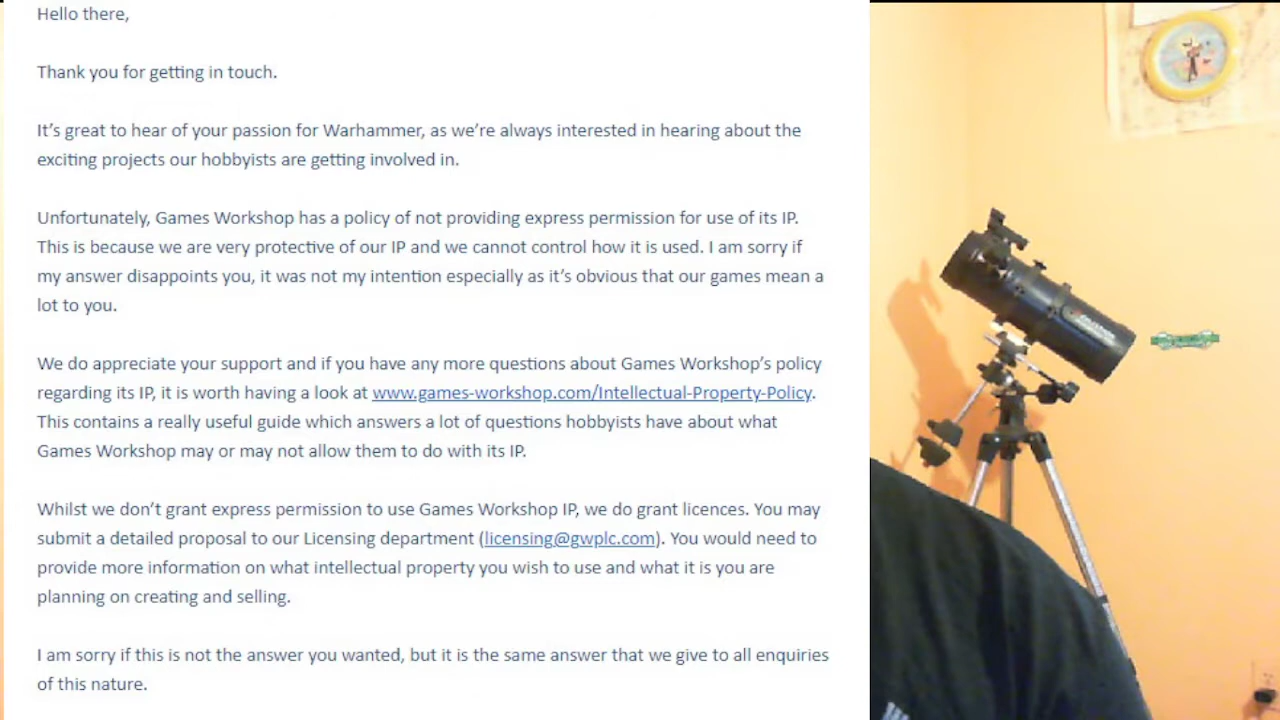 Hello there,
Thank you for getting in touch.
It’s great to hear of your passion for Warhammer, as we’re always interested in hearing about the
exciting projects our hobbyists are getting involved in.
Unfortunately, Games Workshop has a policy of not providing express permission for use of its IP.
This is because we are very protective of our IP and we cannot control how it is used. I am sorry if
my answer disappoints you, it was not my intention especially as it’s obvious that our games mean a
lot to you.
We do appreciate your support and if you have any more questions about Games Workshop’s policy
regarding its IP, it is worth having a look at www.games-workshop.com/Intellectual-Property-Policy.
This contains a really useful guide which answers a lot of questions hobbyists have about what
Games Workshop may or may not allow them to do with its IP.
Whilst we don’t grant express permission to use Games Workshop IP, we do grant licences. You may
submit a detailed proposal to our Licensing department (licensing@gwplc.com). You would need to
provide more information on what intellectual property you wish to use and what it is you are
planning on creating and selling.
I am sorry if this is not the answer you wanted, but it is the same answer that we give to all enquiries
of this nature.